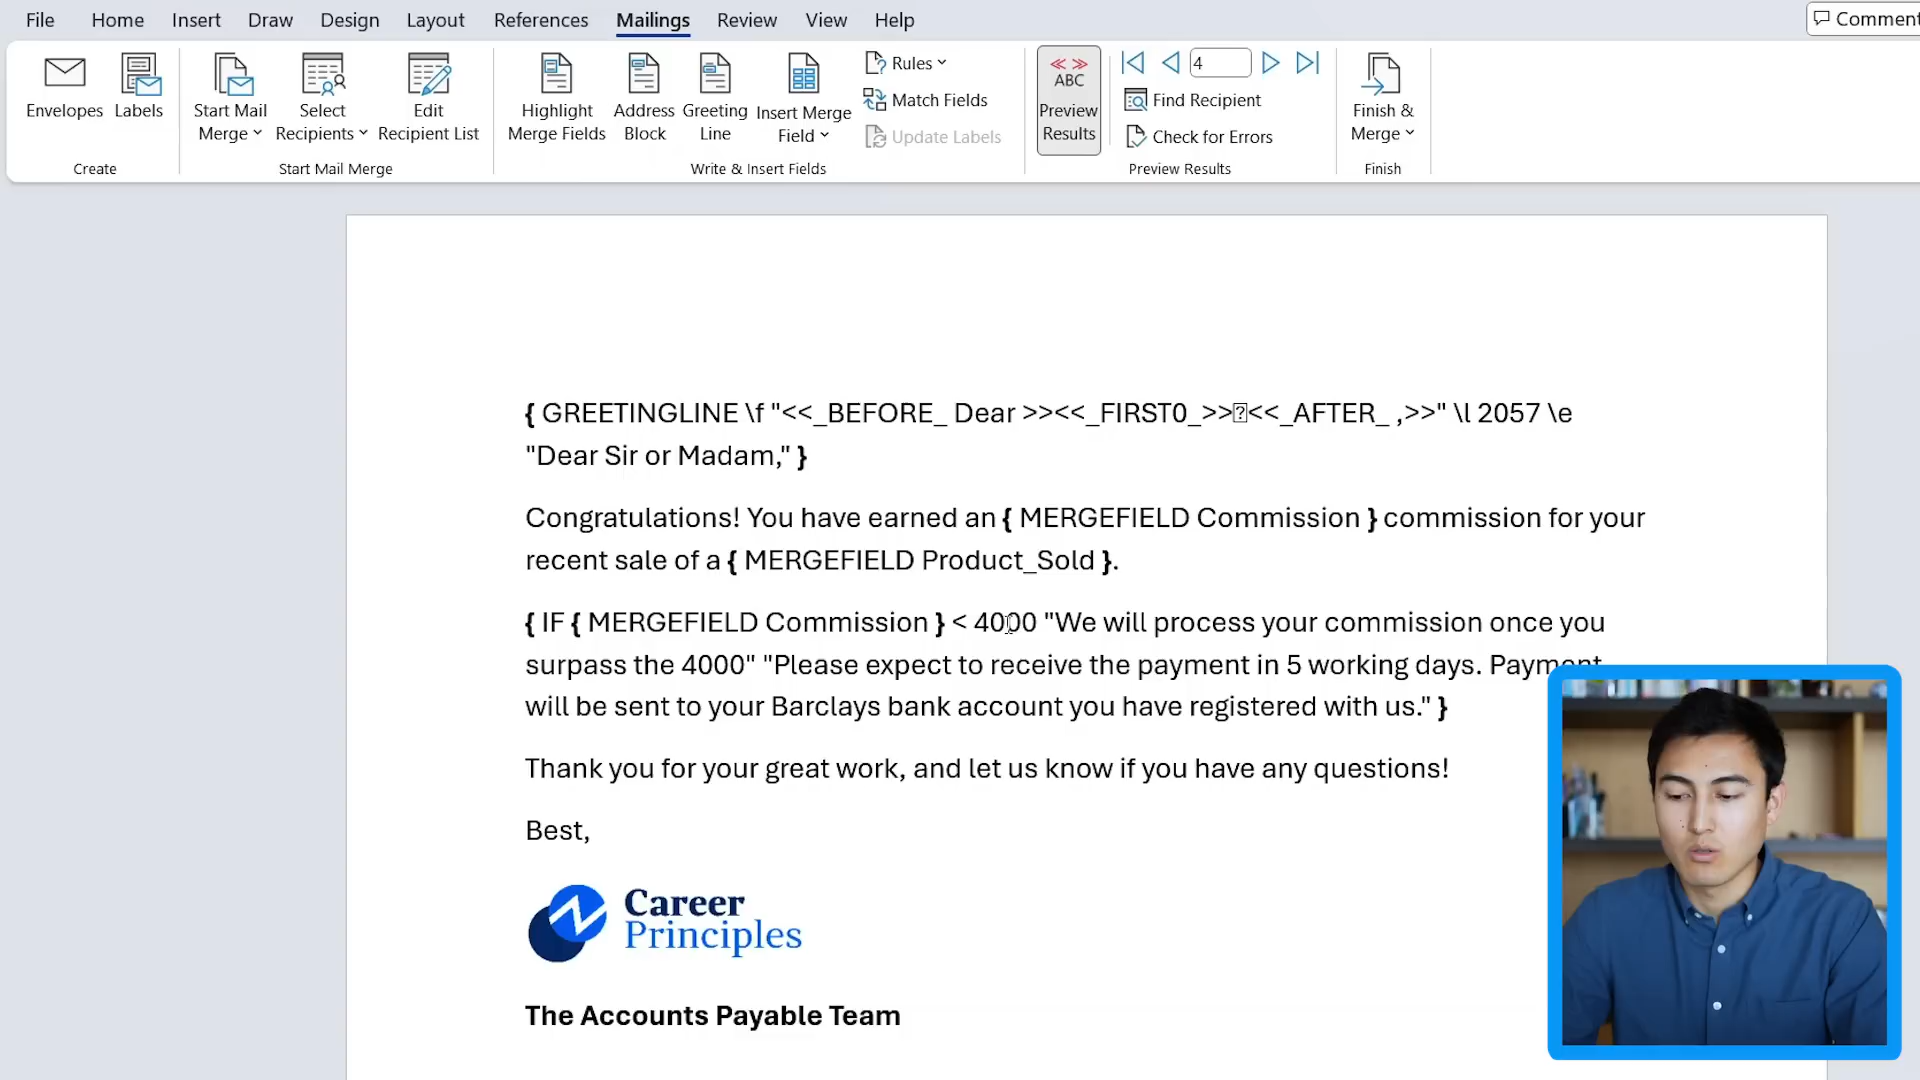 File Home Insert Draw Design Layout References Mailings Review View Help Comment
Envelopes Labels
Create
Start Mail Merge Select Recipients Edit Recipient List
Start Mail Merge
Highlight Merge Fields Address Block Greeting Line Insert Merge Field
Rules
Match Fields
Update Labels
Write & Insert Fields
<< >>
ABC
Preview Results
4
Find Recipient
Check for Errors
Preview Results
Finish & Merge
Finish
{ GREETINGLINE \f "<<_BEFORE_ Dear >><<_FIRST0_>><<_AFTER_ ,>>" \l 2057 \e
"Dear Sir or Madam," }
Congratulations! You have earned an { MERGEFIELD Commission } commission for your
recent sale of a { MERGEFIELD Product_Sold }.
{ IF { MERGEFIELD Commission } < 4000 "We will process your commission once you
surpass the 4000" "Please expect to receive the payment in 5 working days. Payment
will be sent to your Barclays bank account you have registered with us." }
Thank you for your great work, and let us know if you have any questions!
Best,
Career
Principles
The Accounts Payable Team